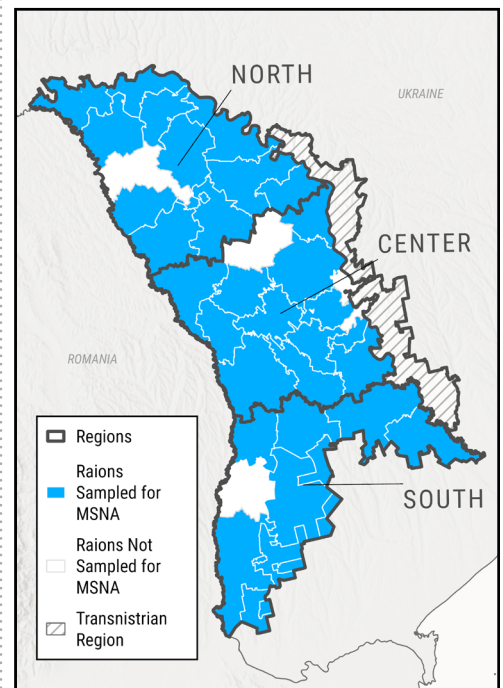 NORTH
UKRAINE
CENTER
ROMANIA
Regions
Raions
Sampled for
MSNA
Raions Not
Sampled for
MSNA
Transnistrian
Region
SOUTH